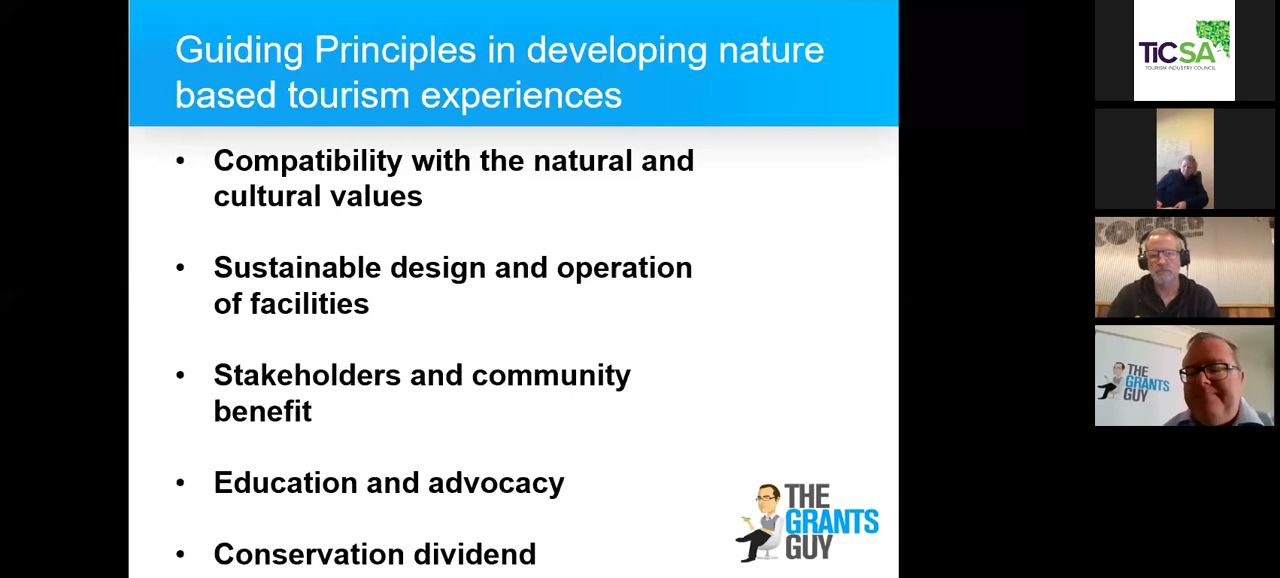 Guiding Principles in developing nature
based tourism experiences
• Compatibility with the natural and
cultural values
• Sustainable design and operation
of facilities
• Stakeholders and community
benefit
• Education and advocacy
• Conservation dividend
THE
GRANTS
GUY
TiCSA
TOURISM INDUSTRY COUNCIL
THE
GRANTS
GUY